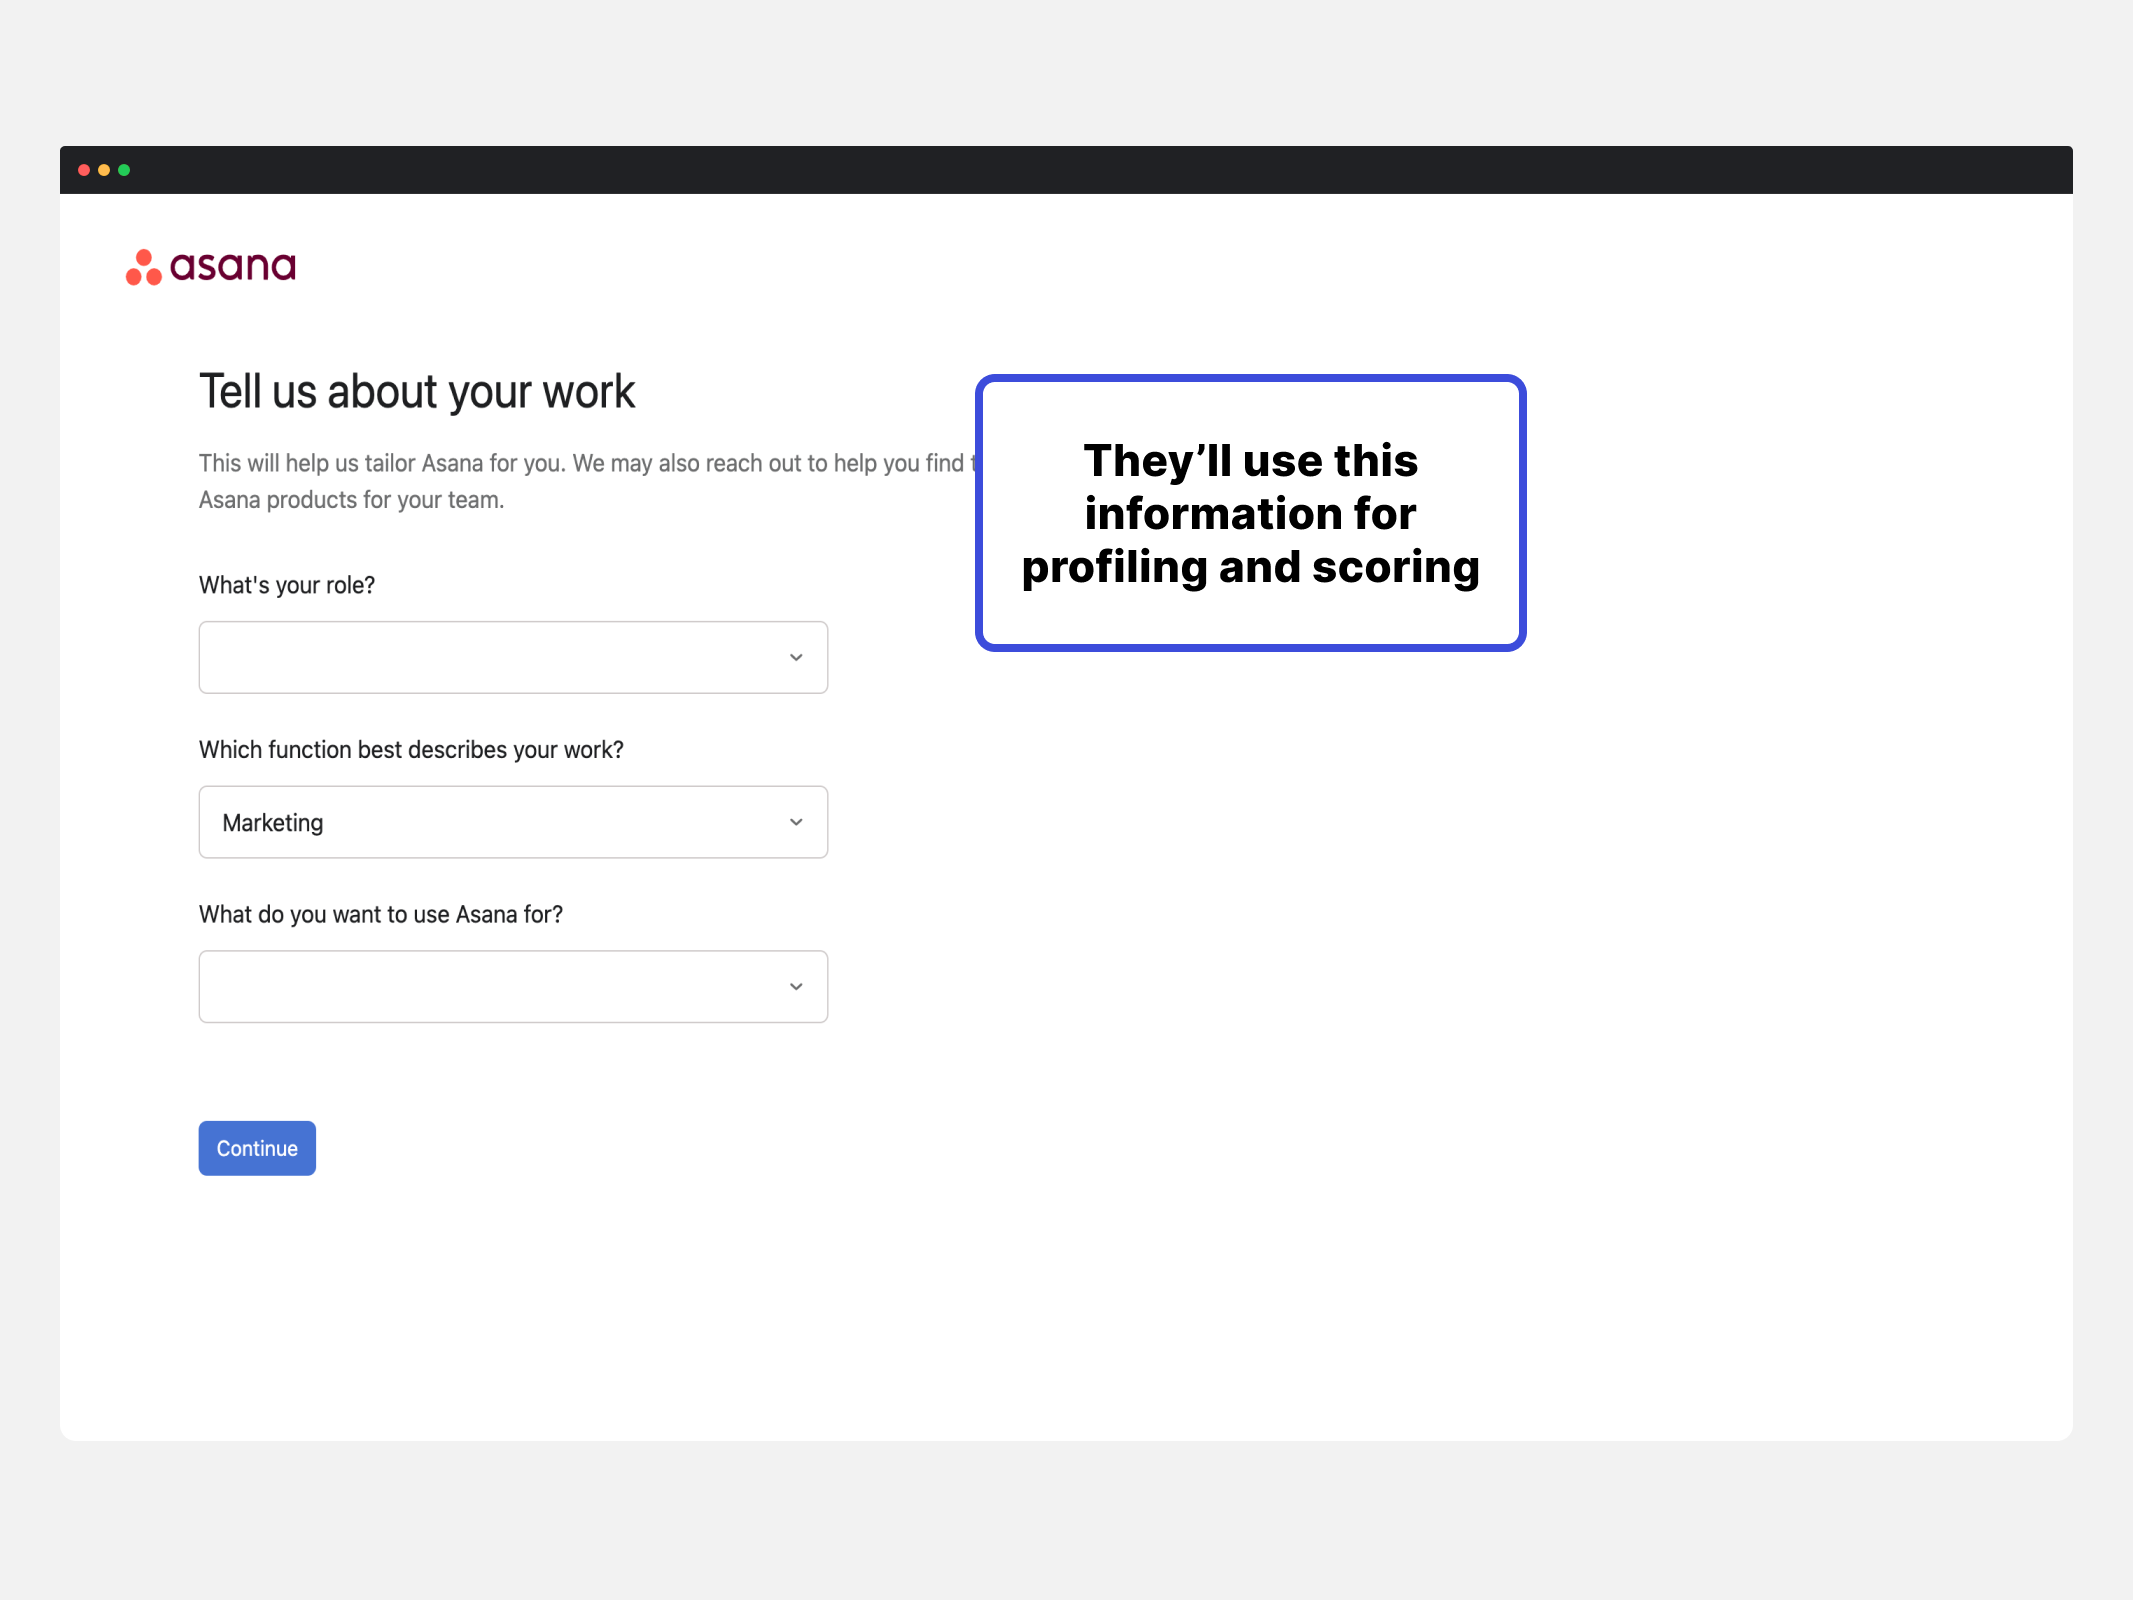 asana
Tell us about your work
This will help us tailor Asana for you. We may also reach out to help you find
Asana products for your team.
They’ll use this
information for
profiling and scoring
What's your role?
Which function best describes your work?
Marketing
What do you want to use Asana for?
Continue